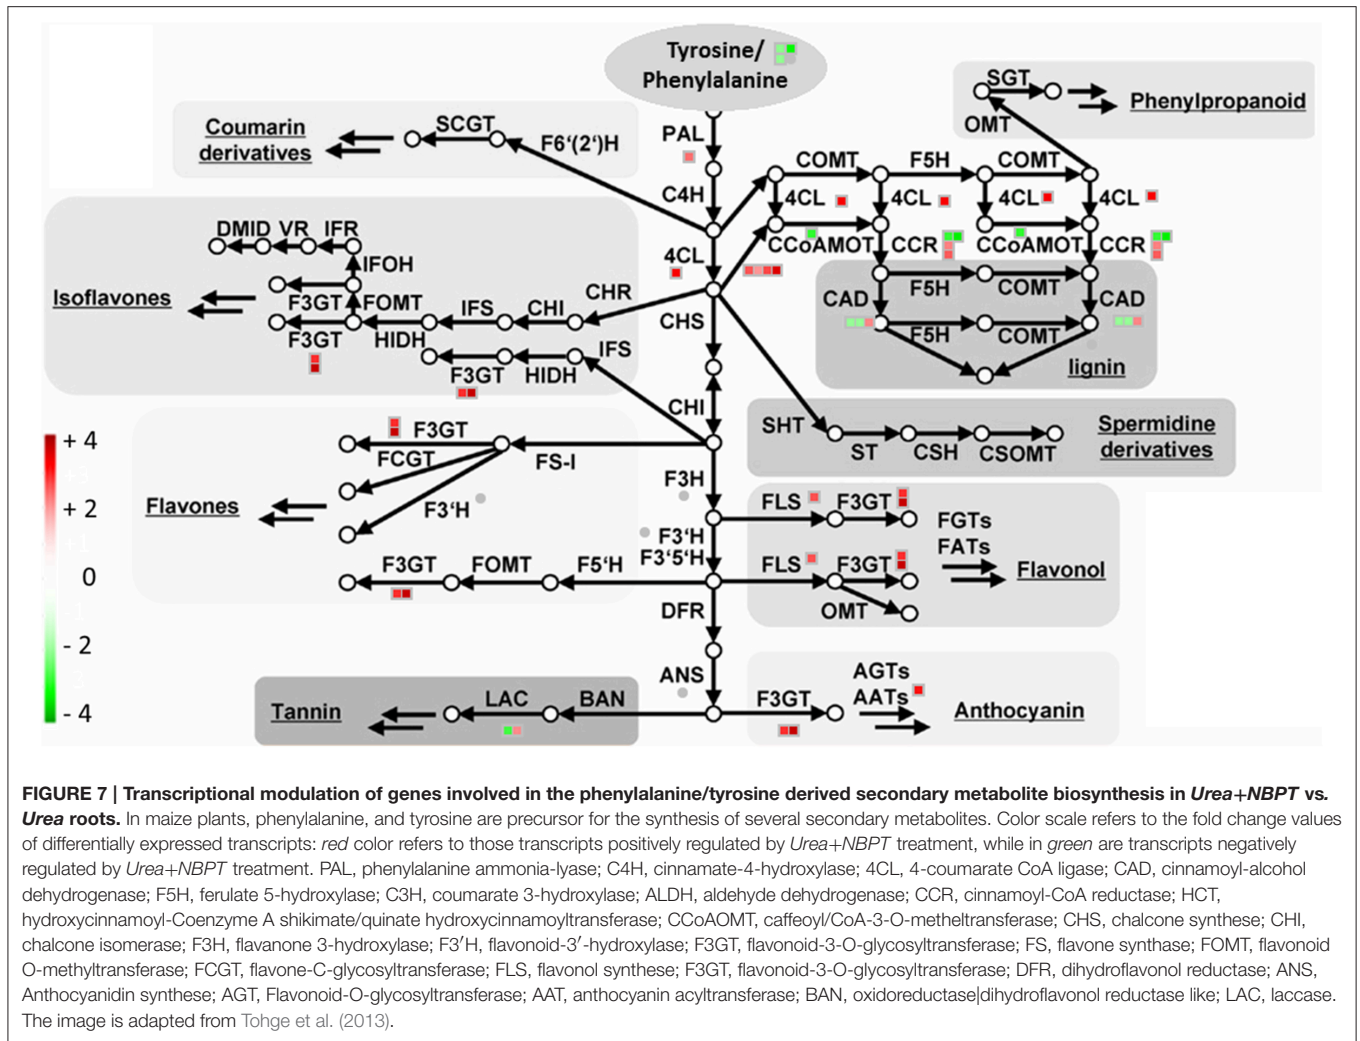 Tyrosine/
Phenylalanine
SGT
Phenylpropanoid
OMT
Coumarin
derivatives
SCGT
F6‘(2‘)H
PAL
C4H
4CL
COMT
F5H
COMT
4CL
4CL
4CL
4CL
CCoAMOT
CCR
CCoAMOT
CCR
F5H
COMT
CAD
CAD
F5H
COMT
lignin
DMID
VR
IFR
IFOH
Isoflavones
F3GT
FOMT
IFS
CHI
CHR
F3GT
HIDH
IFS
F3GT
HIDH
CHS
CHI
SHT
ST
CSH
CSOMT
Spermidine
derivatives
+ 4
+ 3
+ 2
+ 1
0
- 1
- 2
- 3
- 4
F3GT
FCGT
FS-I
Flavones
F3‘H
F3GT
FOMT
F5‘H
F3H
F3‘H
F3‘5‘H
FLS
F3GT
FGTs
FATs
FLS
F3GT
Flavonol
OMT
DFR
ANS
Tannin
LAC
BAN
F3GT
AGTs
AATs
Anthocyanin
FIGURE 7 | Transcriptional modulation of genes involved in the phenylalanine/tyrosine derived secondary metabolite biosynthesis in Urea+NBPT vs.
Urea roots. In maize plants, phenylalanine, and tyrosine are precursor for the synthesis of several secondary metabolites. Color scale refers to the fold change values
of differentially expressed transcripts: red color refers to those transcripts positively regulated by Urea+NBPT treatment, while in green are transcripts negatively
regulated by Urea+NBPT treatment. PAL, phenylalanine ammonia-lyase; C4H, cinnamate-4-hydroxylase; 4CL, 4-coumarate CoA ligase; CAD, cinnamoyl-alcohol
dehydrogenase; F5H, ferulate 5-hydroxylase; C3H, coumarate 3-hydroxylase; ALDH, aldehyde dehydrogenase; CCR, cinnamoyl-CoA reductase; HCT,
hydroxycinnamoyl-Coenzyme A shikimate/quinate hydroxycinnamoyltransferase; CCoAOMT, caffeoyl/CoA-3-O-metheltransferase; CHS, chalcone synthese; CHI,
chalcone isomerase; F3H, flavanone 3-hydroxylase; F3′H, flavonoid-3′-hydroxylase; F3GT, flavonoid-3-O-glycosyltransferase; FS, flavone synthase; FOMT, flavonoid
O-methyltransferase; FCGT, flavone-C-glycosyltransferase; FLS, flavonol synthese; F3GT, flavonoid-3-O-glycosyltransferase; DFR, dihydroflavonol reductase; ANS,
Anthocyanidin synthese; AGT, Flavonoid-O-glycosyltransferase; AAT, anthocyanin acyltransferase; BAN, oxidoreductase|dihydroflavonol reductase like; LAC, laccase.
The image is adapted from Tohge et al. (2013).